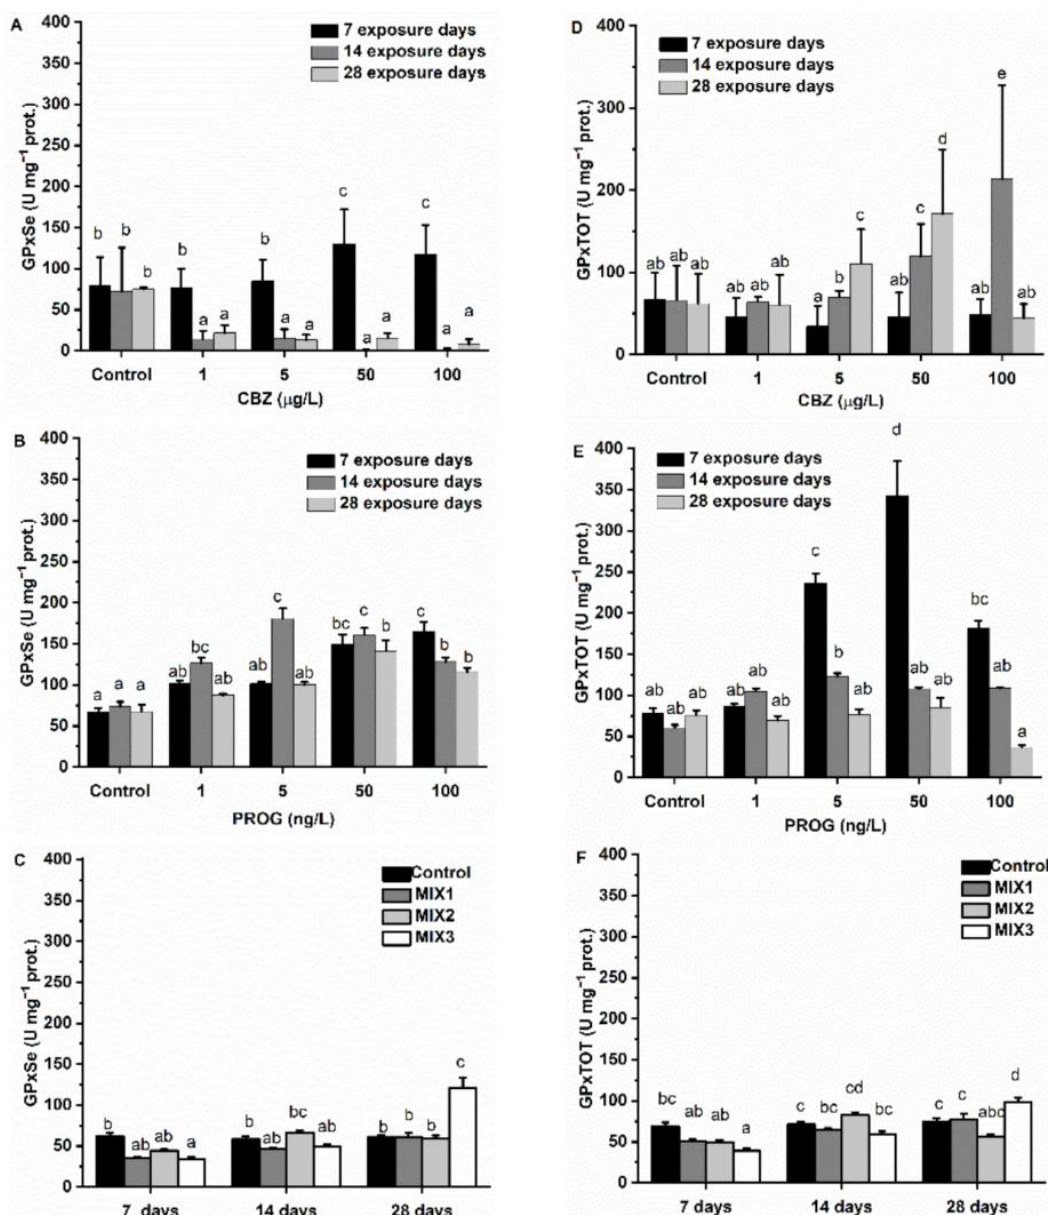 A
GPxSe (U mg⁻¹ prot.)
400
350
300
250
200
150
100
50
0
7 exposure days
14 exposure days
28 exposure days
b b b
b a a
b a a
c a a
c a a
Control 1 5 50 100
CBZ (μg/L)
D
GPxTOT (U mg⁻¹ prot.)
400
300
200
100
0
7 exposure days
14 exposure days
28 exposure days
ab ab ab
ab ab ab
a b c
ab c d
ab e ab
Control 1 5 50 100
CBZ (μg/L)
B
GPxSe (U mg⁻¹ prot.)
400
350
300
250
200
150
100
50
0
7 exposure days
14 exposure days
28 exposure days
a a a
ab bc ab
ab c ab
bc c b
c b b
Control 1 5 50 100
PROG (ng/L)
E
GPxTOT (U mg⁻¹ prot.)
400
350
300
250
200
150
100
50
0
7 exposure days
14 exposure days
28 exposure days
ab ab ab
ab ab ab
c b ab
d ab ab
bc ab a
Control 1 5 50 100
PROG (ng/L)
C
GPxSe (U mg⁻¹ prot.)
400
350
300
250
200
150
100
50
0
Control
MIX1
MIX2
MIX3
b ab ab a
b ab bc ab
b b b c
7 days 14 days 28 days
F
GPxTOT (U mg⁻¹ prot.)
400
350
300
250
200
150
100
50
0
Control
MIX1
MIX2
MIX3
bc ab ab a
c bc cd bc
c c abc d
7 days 14 days 28 days